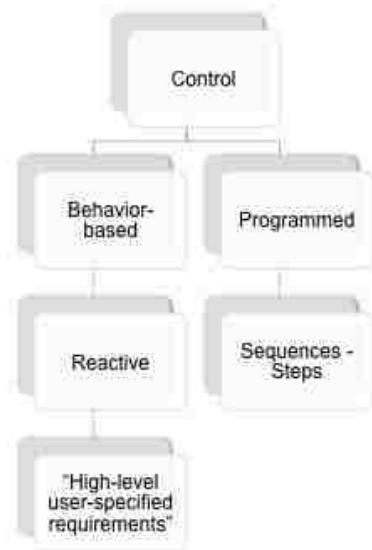 Control
Behavior-
based
Programmed
Reactive
Sequences -
Steps
"High-level
user-specified
requirements"